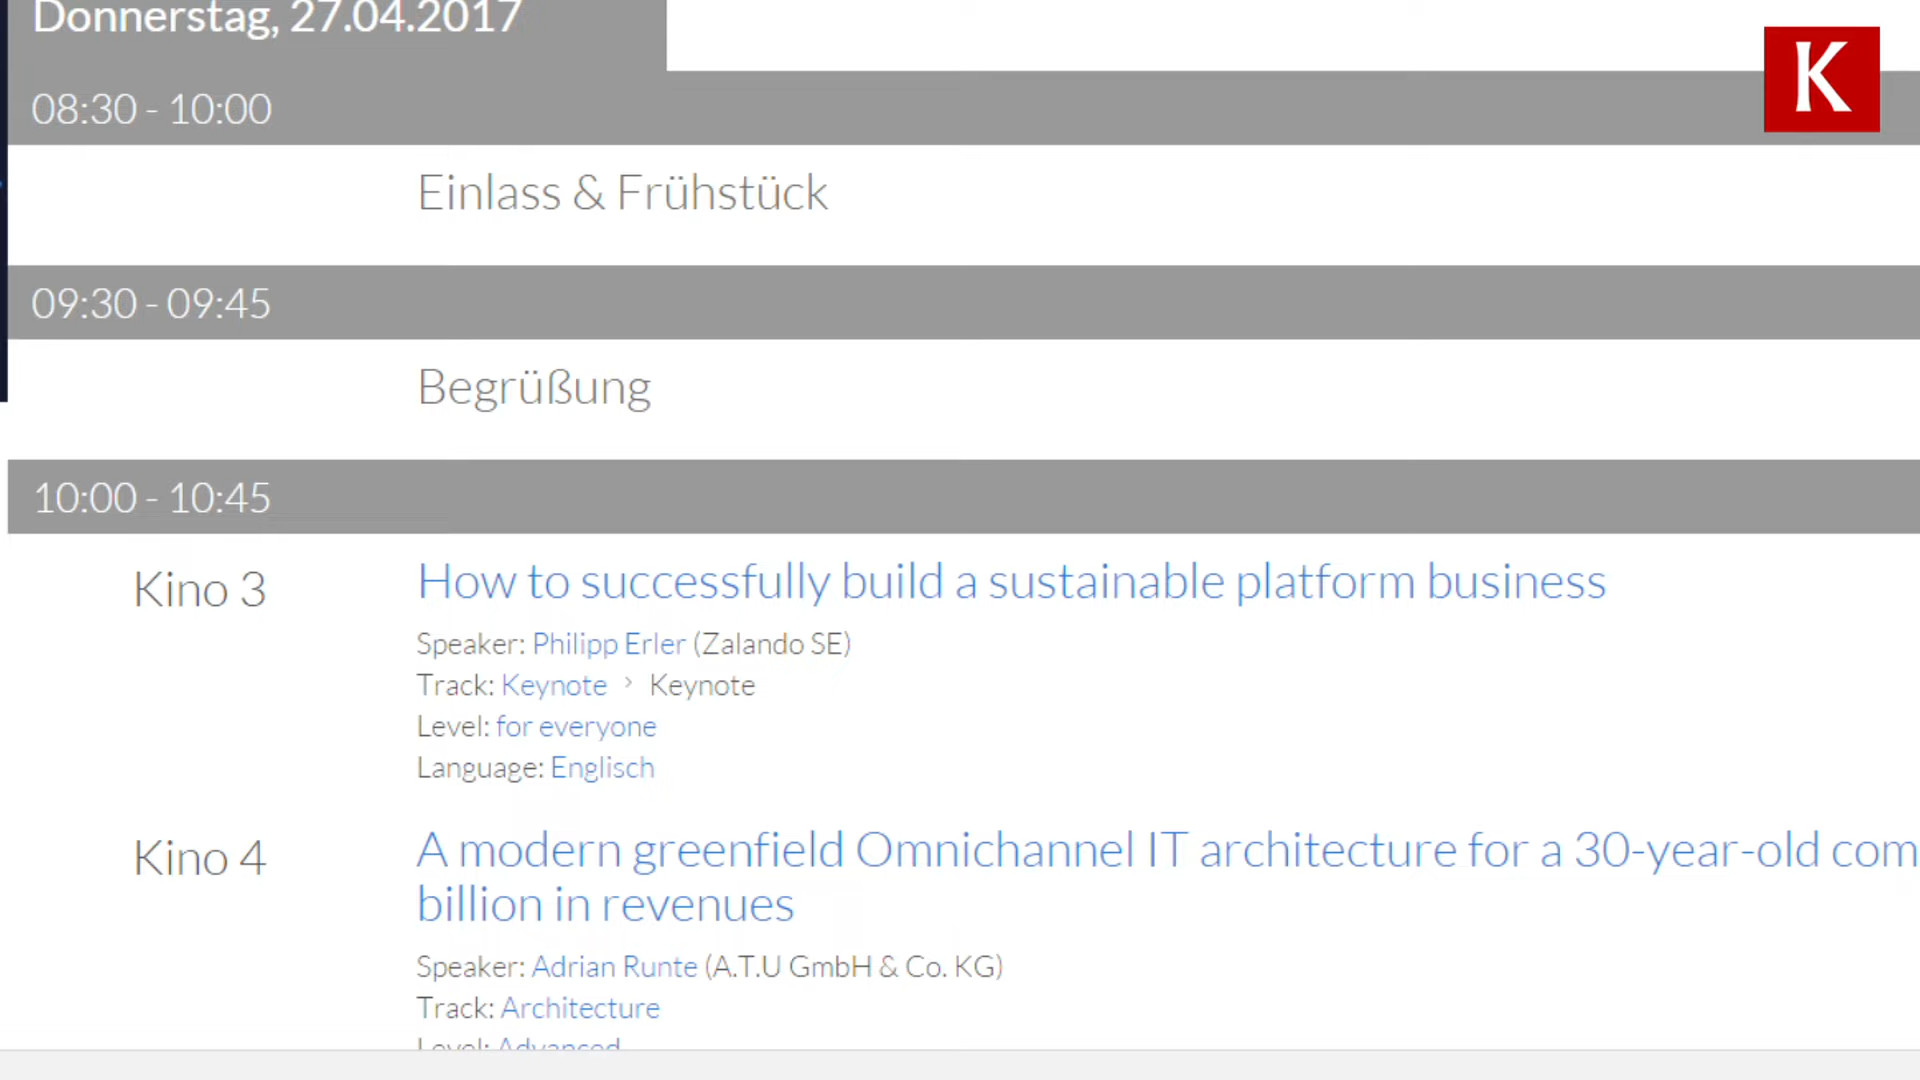 Donnerstag, 27.04.2017
K
08:30 - 10:00
Einlass & Frühstück
09:30 - 09:45
Begrüßung
10:00 - 10:45
Kino 3
How to successfully build a sustainable platform business
Speaker: Philipp Erler (Zalando SE)
Track: Keynote > Keynote
Level: for everyone
Language: Englisch
Kino 4
A modern greenfield Omnichannel IT architecture for a 30-year-old com
billion in revenues
Speaker: Adrian Runte (A.T.U GmbH & Co. KG)
Track: Architecture
Level: Advanced